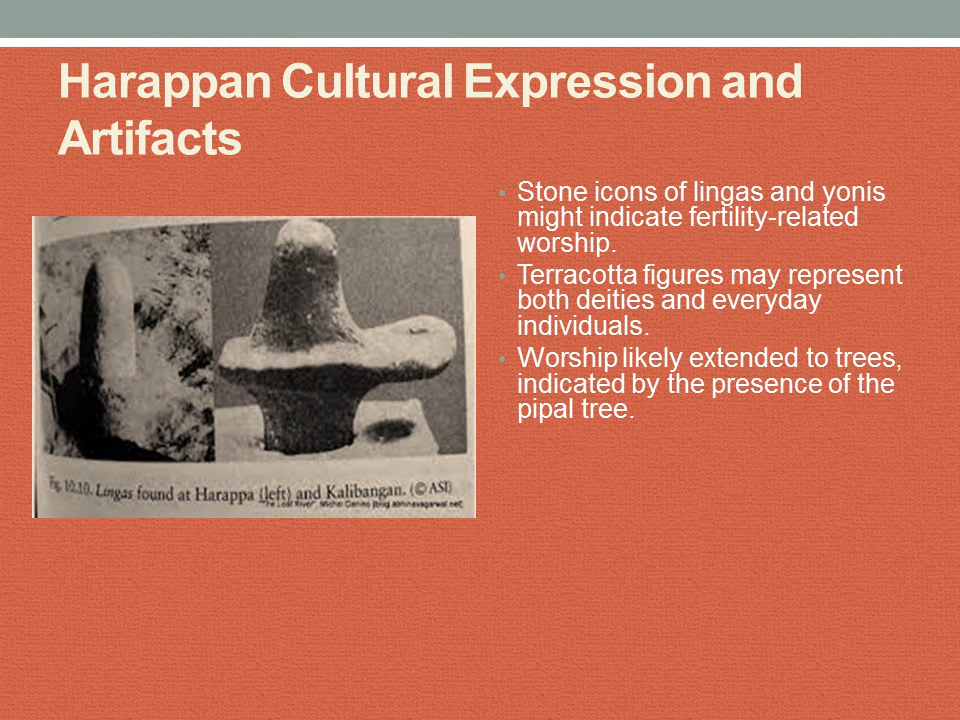 Harappan Cultural Expression and
Artifacts
• Stone icons of lingas and yonis
might indicate fertility-related
worship.
• Terracotta figures may represent
both deities and everyday
individuals.
• Worship likely extended to trees,
indicated by the presence of the
pipal tree.
Fig. 10.10. Lingas found at Harappa (left) and Kalibangan. (© ASI)
"The Lost River", Michel Danino [blog.abhinavagarwal.net]